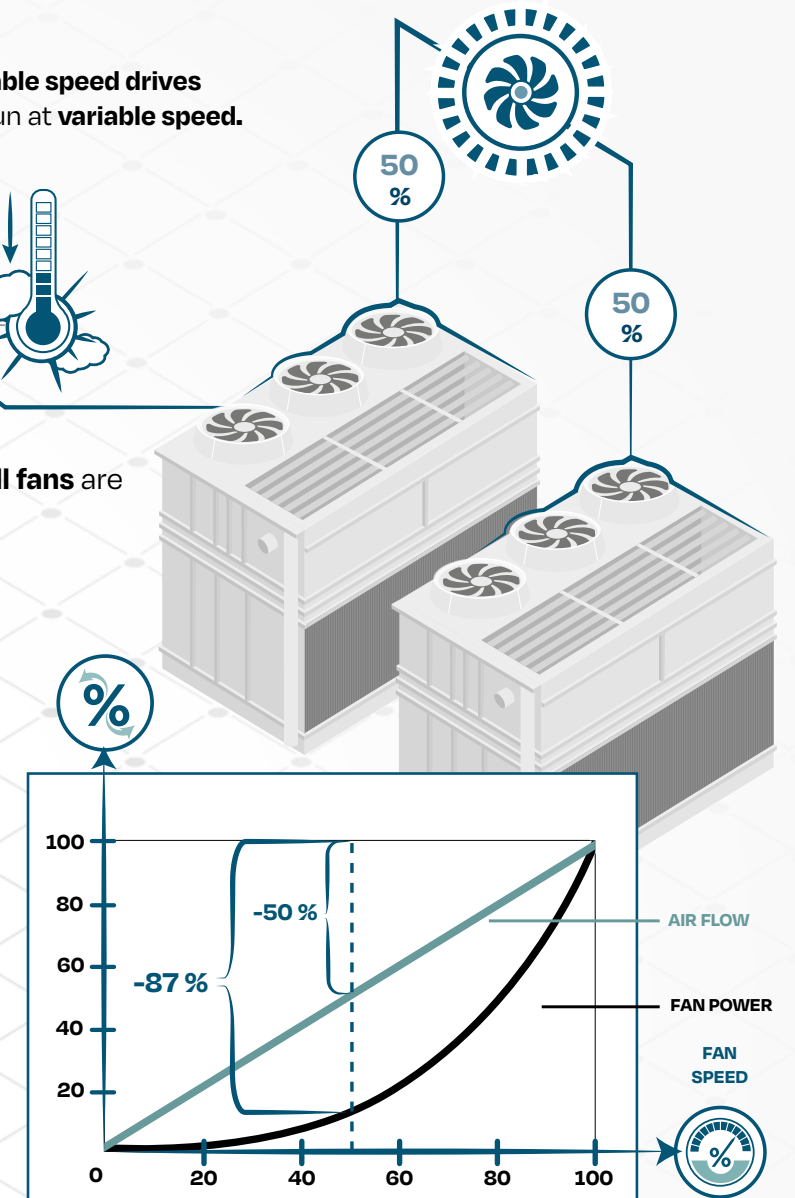 able speed drives
un at variable speed.
50
%
50
%
ll fans are
%
100
80
60
40
20
-50 %
-87 %
AIR FLOW
FAN POWER
FAN
SPEED
%
0
20
40
60
80
100